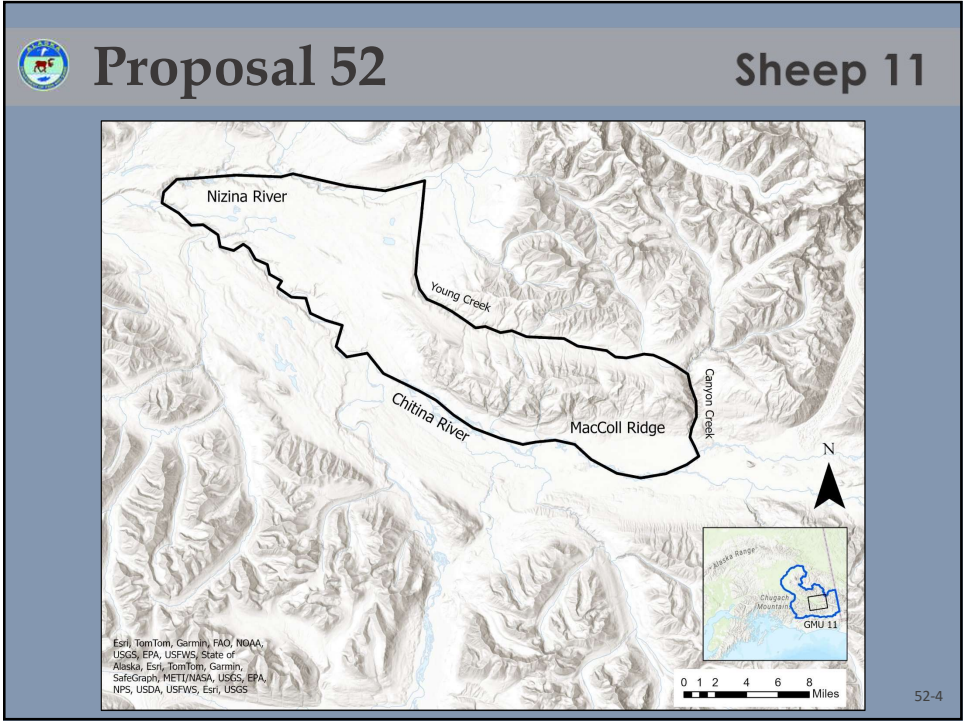 ALASKA
Proposal 52
Sheep 11
Nizina River
Young Creek
Canyon Creek
Chitina River
MacColl Ridge
N
Alaska Range
Chugach
Mountains
GMU 11
Esri, TomTom, Garmin, FAO, NOAA,
USGS, EPA, USFWS, State of
Alaska, Esri, TomTom, Garmin,
SafeGraph, METI/NASA, USGS, EPA,
NPS, USDA, USFWS, Esri, USGS
0 1 2 4 6 8
Miles
52-4